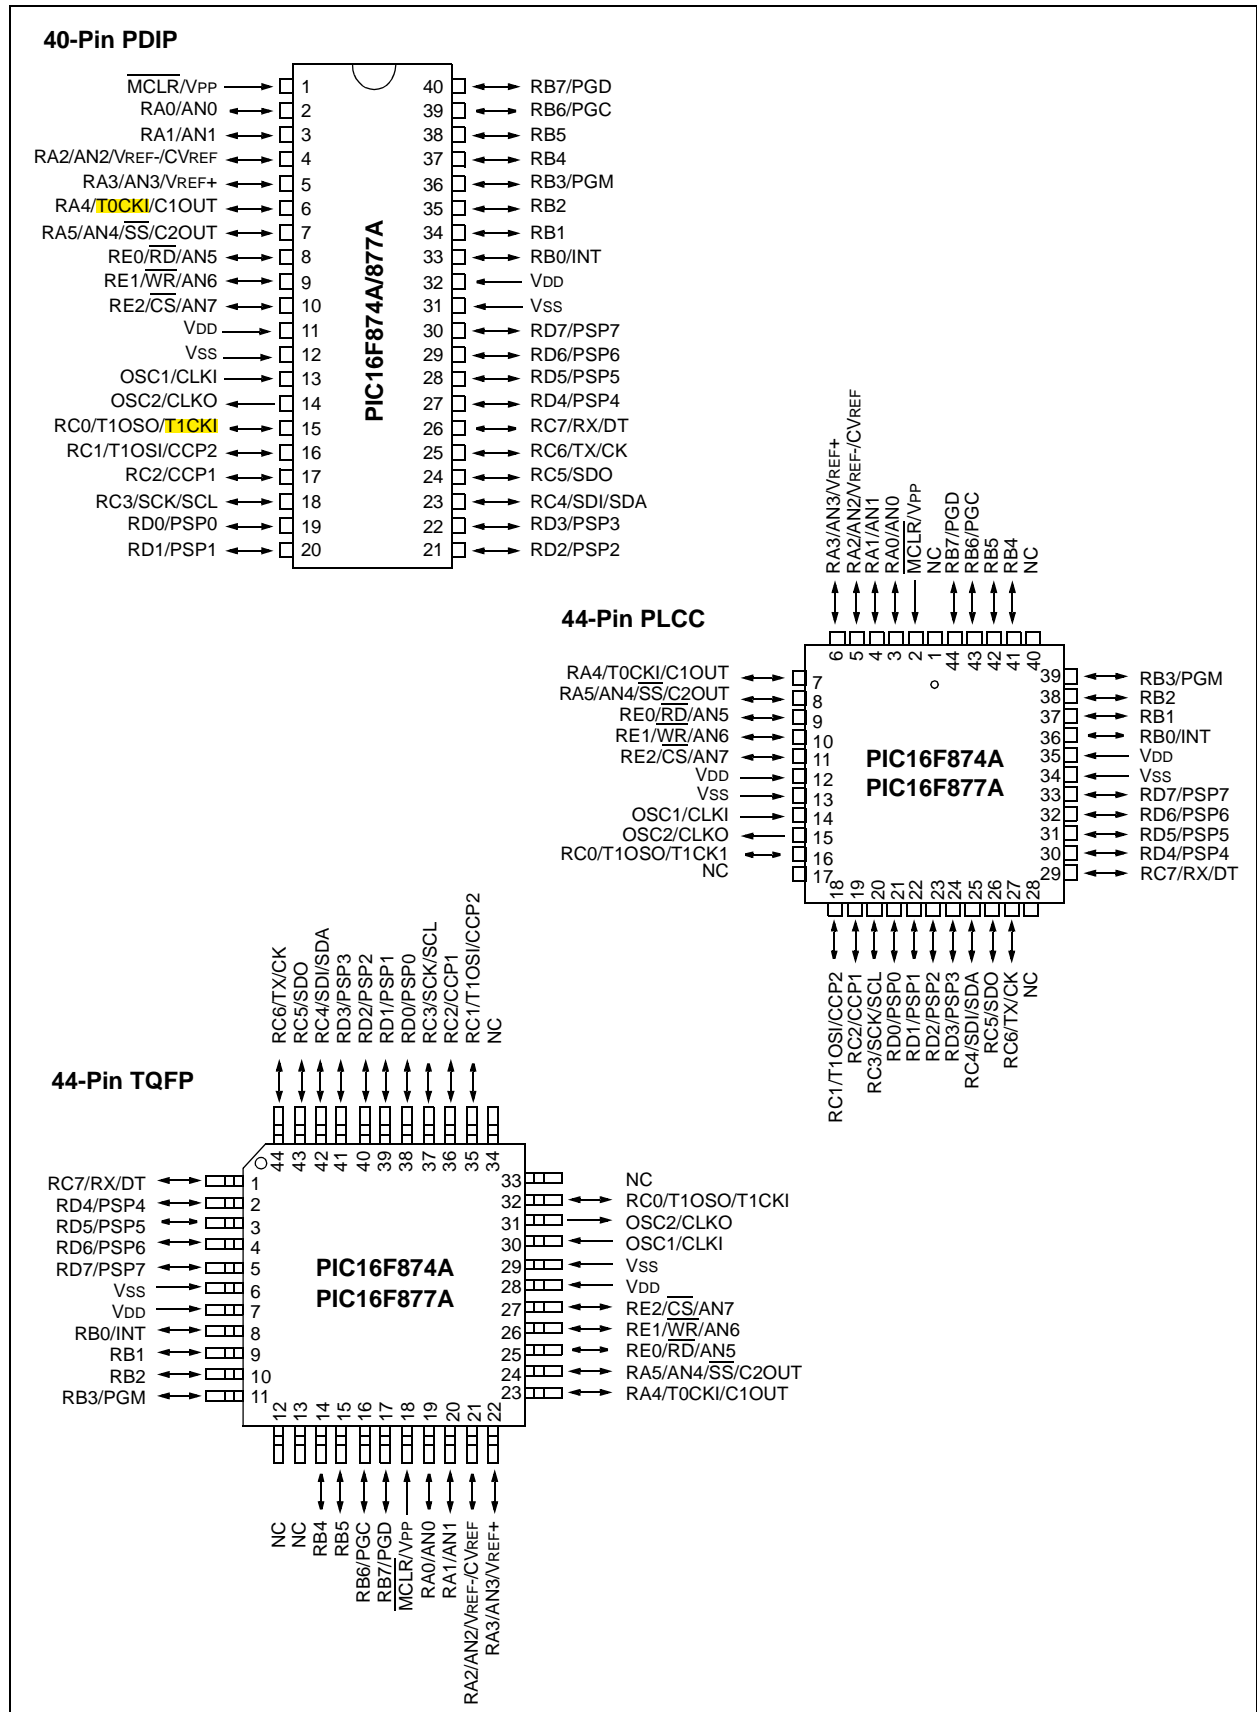 40-Pin PDIP
MCLR/VPP
RA0/AN0
RA1/AN1
RA2/AN2/VREF-/CVREF
RA3/AN3/VREF+
RA4/T0CKI/C1OUT
RA5/AN4/SS/C2OUT
RE0/RD/AN5
RE1/WR/AN6
RE2/CS/AN7
VDD
VSS
OSC1/CLKI
OSC2/CLKO
RC0/T1OSO/T1CKI
RC1/T1OSI/CCP2
RC2/CCP1
RC3/SCK/SCL
RD0/PSP0
RD1/PSP1
1
2
3
4
5
6
7
8
9
10
11
12
13
14
15
16
17
18
19
20
PIC16F874A/877A
40
39
38
37
36
35
34
33
32
31
30
29
28
27
26
25
24
23
22
21
RB7/PGD
RB6/PGC
RB5
RB4
RB3/PGM
RB2
RB1
RB0/INT
VDD
VSS
RD7/PSP7
RD6/PSP6
RD5/PSP5
RD4/PSP4
RC7/RX/DT
RC6/TX/CK
RC5/SDO
RC4/SDI/SDA
RD3/PSP3
RD2/PSP2
44-Pin PLCC
RA3/AN3/VREF+
RA2/AN2/VREF-/CVREF
RA1/AN1
RA0/AN0
MCLR/VPP
NC
RB7/PGD
RB6/PGC
RB5
RB4
NC
6
5
4
3
2
1
44
43
42
41
40
RA4/T0CKI/C1OUT
RA5/AN4/SS/C2OUT
RE0/RD/AN5
RE1/WR/AN6
RE2/CS/AN7
VDD
VSS
OSC1/CLKI
OSC2/CLKO
RC0/T1OSO/T1CK1
NC
7
8
9
10
11
12
13
14
15
16
17
PIC16F874A
PIC16F877A
39
38
37
36
35
34
33
32
31
30
29
RB3/PGM
RB2
RB1
RB0/INT
VDD
VSS
RD7/PSP7
RD6/PSP6
RD5/PSP5
RD4/PSP4
RC7/RX/DT
18
19
20
21
22
23
24
25
26
27
28
RC1/T1OSI/CCP2
RC2/CCP1
RC3/SCK/SCL
RD0/PSP0
RD1/PSP1
RD2/PSP2
RD3/PSP3
RC4/SDI/SDA
RC5/SDO
RC6/TX/CK
NC
44-Pin TQFP
RC6/TX/CK
RC5/SDO
RC4/SDI/SDA
RD3/PSP3
RD2/PSP2
RD1/PSP1
RD0/PSP0
RC3/SCK/SCL
RC2/CCP1
RC1/T1OSI/CCP2
NC
44
43
42
41
40
39
38
37
36
35
34
RC7/RX/DT
RD4/PSP4
RD5/PSP5
RD6/PSP6
RD7/PSP7
VSS
VDD
RB0/INT
RB1
RB2
RB3/PGM
1
2
3
4
5
6
7
8
9
10
11
PIC16F874A
PIC16F877A
33
32
31
30
29
28
27
26
25
24
23
NC
RC0/T1OSO/T1CKI
OSC2/CLKO
OSC1/CLKI
VSS
VDD
RE2/CS/AN7
RE1/WR/AN6
RE0/RD/AN5
RA5/AN4/SS/C2OUT
RA4/T0CKI/C1OUT
12
13
14
15
16
17
18
19
20
21
22
NC
NC
RB4
RB5
RB6/PGC
RB7/PGD
MCLR/VPP
RA0/AN0
RA1/AN1
RA2/AN2/VREF-/CVREF
RA3/AN3/VREF+